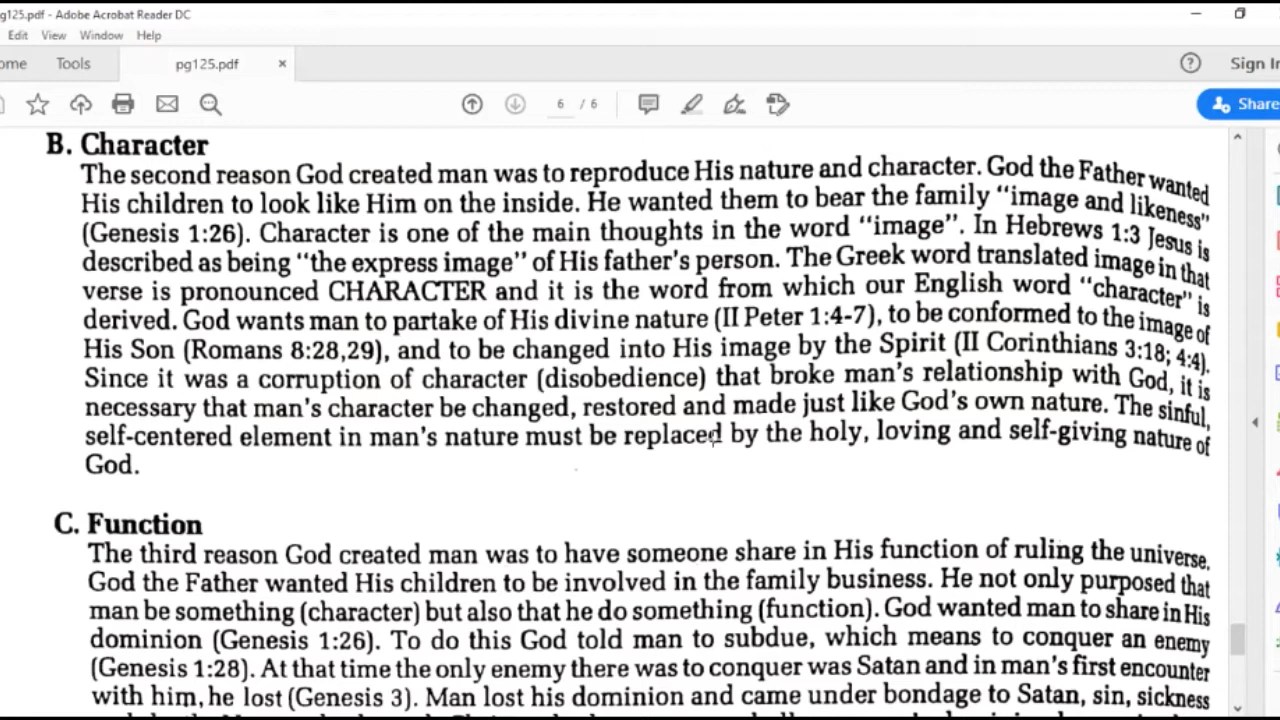 g125.pdf - Adobe Acrobat Reader DC
Edit View Window Help
ome Tools pg125.pdf × ? Sign In
6 / 6 Share
B. Character
The second reason God created man was to reproduce His nature and character. God the Father wanted
His children to look like Him on the inside. He wanted them to bear the family "image and likeness"
(Genesis 1:26). Character is one of the main thoughts in the word "image". In Hebrews 1:3 Jesus is
described as being "the express image" of His father's person. The Greek word translated image in that
verse is pronounced CHARACTER and it is the word from which our English word "character" is
derived. God wants man to partake of His divine nature (II Peter 1:4-7), to be conformed to the image of
His Son (Romans 8:28,29), and to be changed into His image by the Spirit (II Corinthians 3:18; 4:4).
Since it was a corruption of character (disobedience) that broke man's relationship with God, it is
necessary that man's character be changed, restored and made just like God's own nature. The sinful,
self-centered element in man's nature must be replaced by the holy, loving and self-giving nature of
God.
C. Function
The third reason God created man was to have someone share in His function of ruling the universe.
God the Father wanted His children to be involved in the family business. He not only purposed that
man be something (character) but also that he do something (function). God wanted man to share in His
dominion (Genesis 1:26). To do this God told man to subdue, which means to conquer an enemy
(Genesis 1:28). At that time the only enemy there was to conquer was Satan and in man's first encounter
with him, he lost (Genesis 3). Man lost his dominion and came under bondage to Satan, sin, sickness